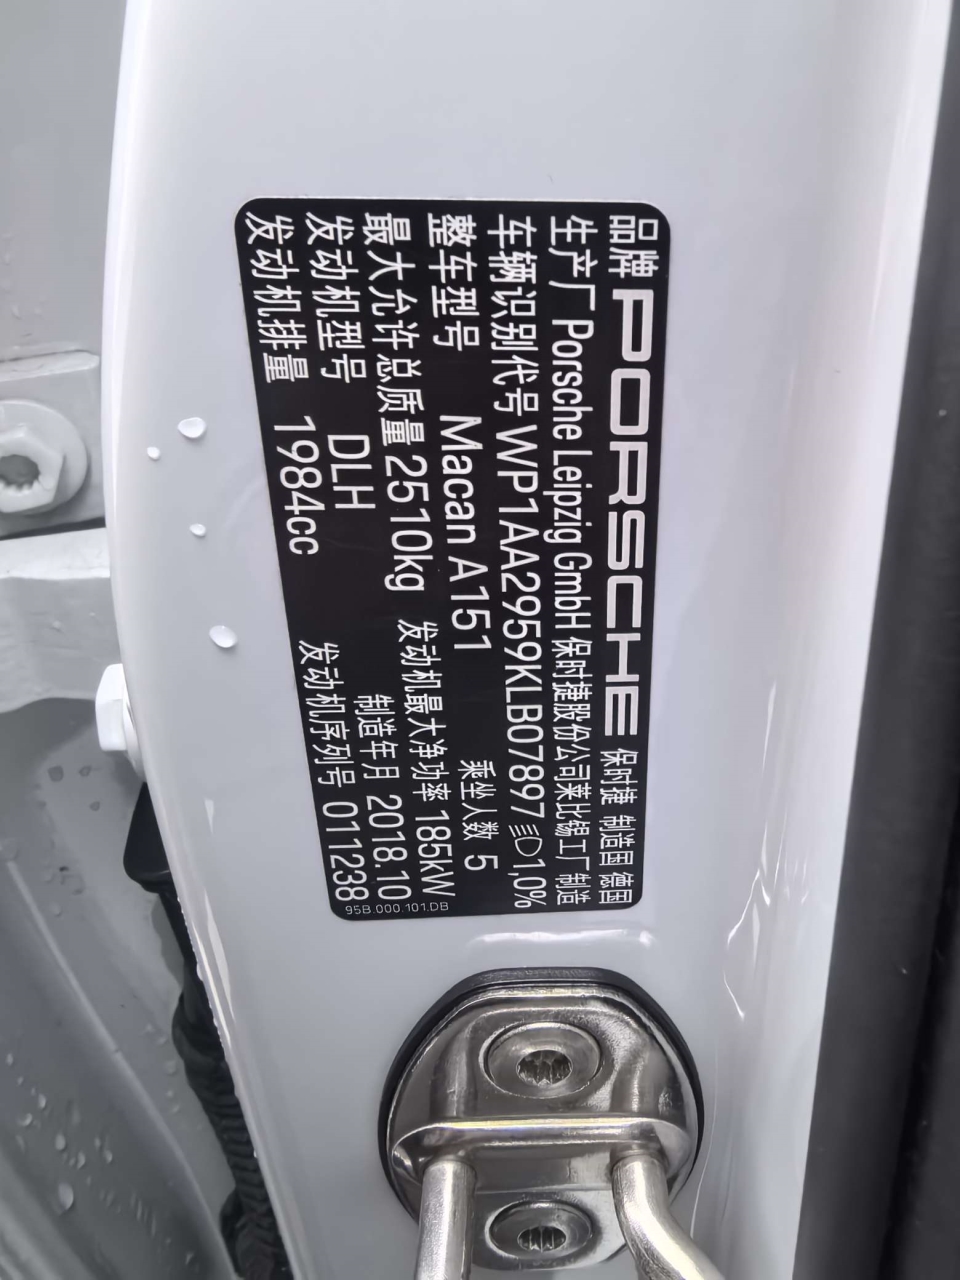 品牌 PORSCHE 保时捷 制造国 德国
生产厂 Porsche Leipzig GmbH 保时捷股份公司莱比锡工厂 制造
车辆识别代号 WP1AA2959KLB07897 1,0%
整车型号 Macan A151 乘坐人数 5
最大允许总质量 2510kg 发动机最大净功率 185kW
发动机型号 DLH 制造年月 2018.10
发动机排量 1984cc 发动机序列号 011238
95B.000.101.DB